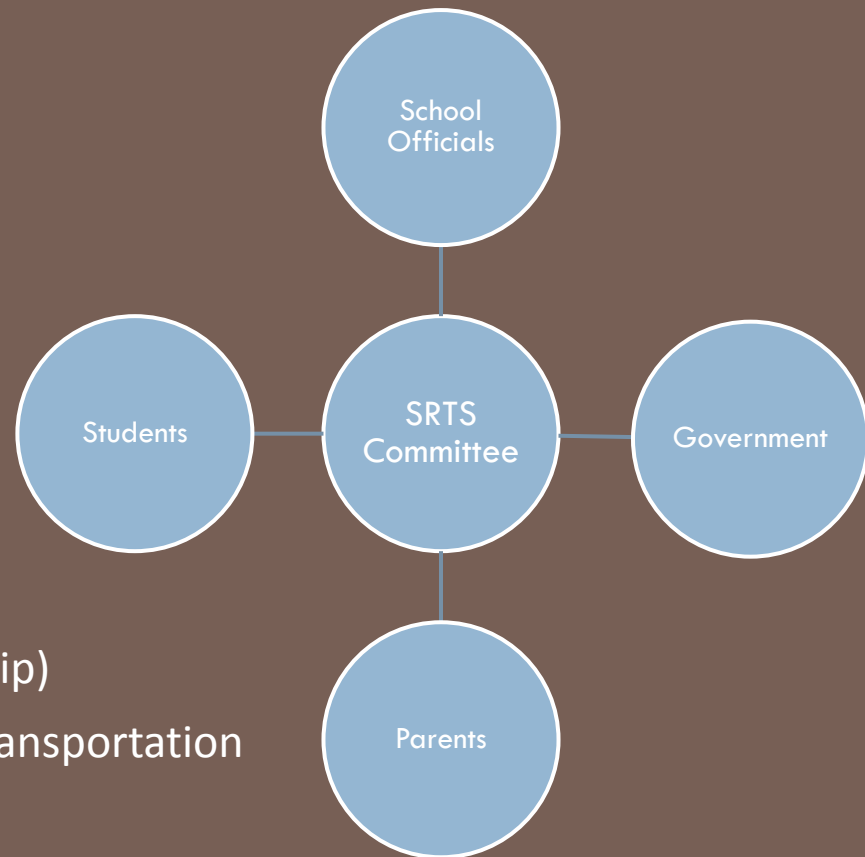 School
Officials
Students
SRTS
Committee
Government
ip)
ansportation
Parents